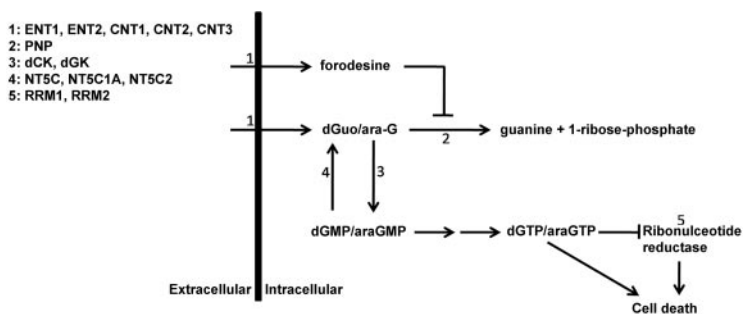 1: ENT1, ENT2, CNT1, CNT2, CNT3
2: PNP
3: dCK, dGK
4: NT5C, NT5C1A, NT5C2
5: RRM1, RRM2
1
forodesine
1
dGuo/ara-G
2
guanine + 1-ribose-phosphate
4
3
dGMP/araGMP
dGTP/araGTP
5
Ribonulceotide
reductase
Extracellular
Intracellular
Cell death